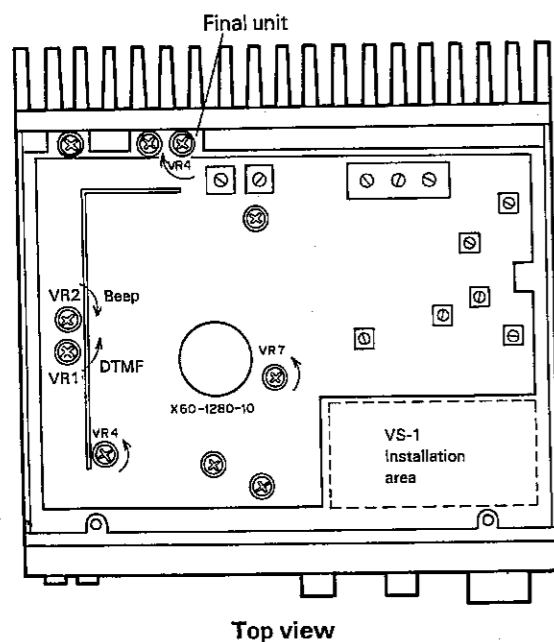 Final unit
VR4
VR2 Beep
VR1 DTMF
VR7
X60-1280-10
VR4
VS-1
Installation
area
Top view